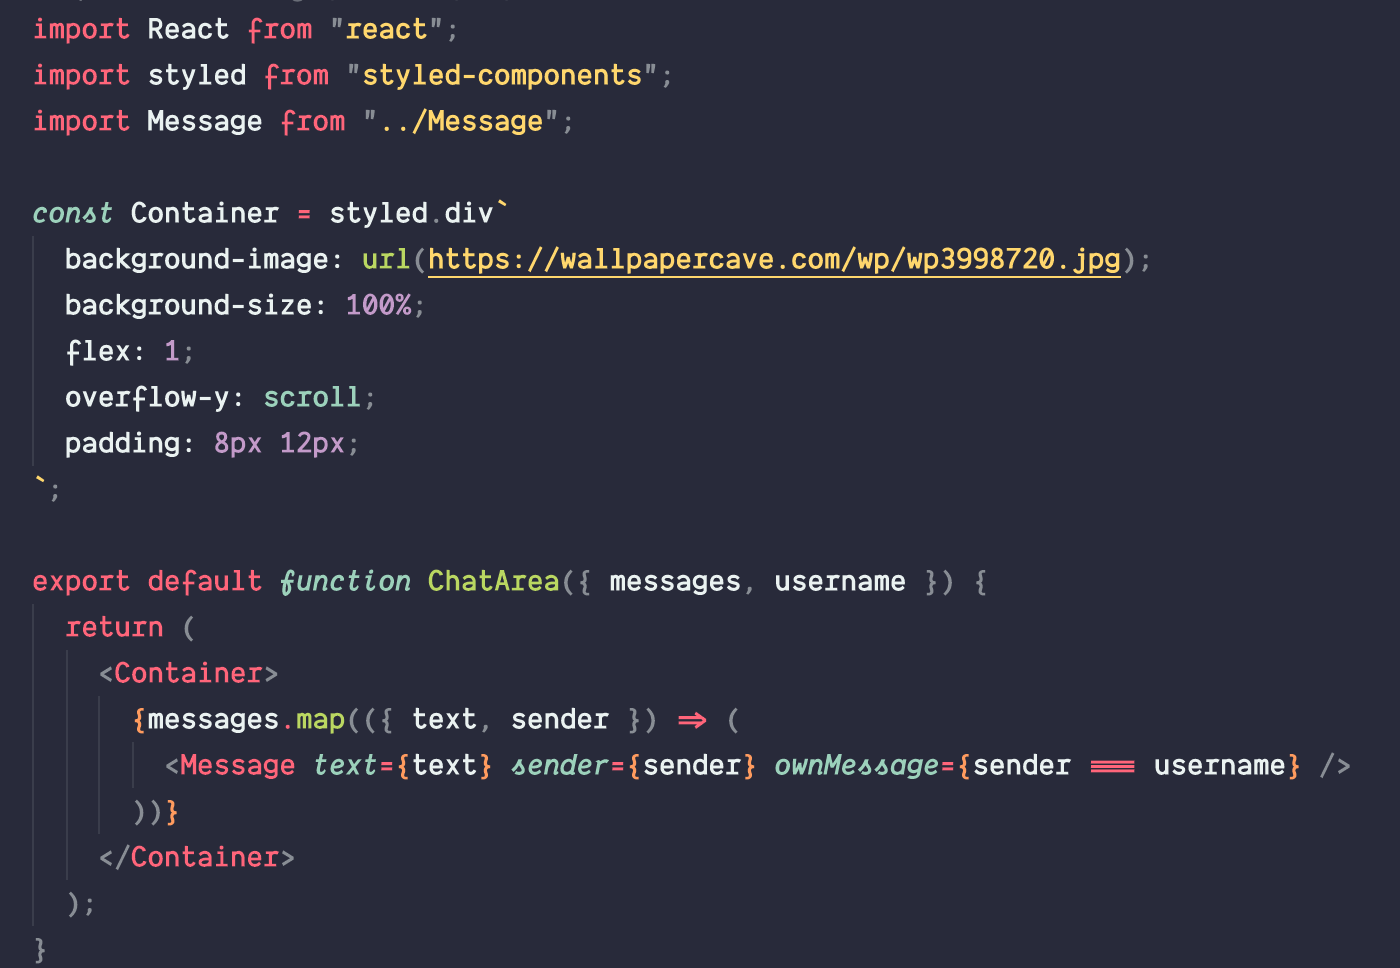 import React from "react";
import styled from "styled-components";
import Message from "../Message";
const Container = styled.div`
background-image: url(https://wallpapercave.com/wp/wp3998720.jpg);
background-size: 100%;
flex: 1;
overflow-y: scroll;
padding: 8px 12px;
`;
export default function ChatArea({ messages, username }) {
return (
<Container>
{messages.map(({ text, sender }) => (
<Message text={text} sender={sender} ownMessage={sender === username} />
))}
</Container>
);
}